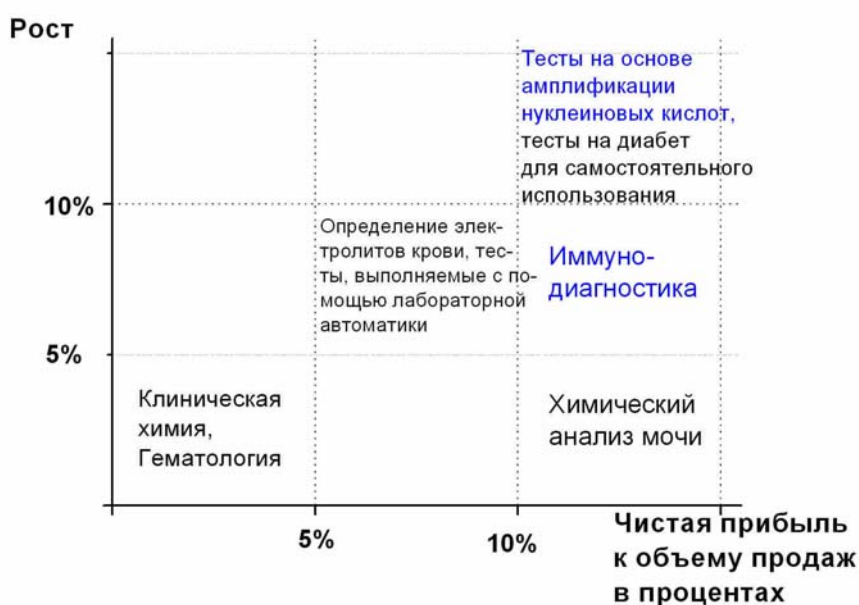 Рост
Тесты на основе
амплификации
нуклеиновых кислот,
тесты на диабет
для самостоятельного
использования
10%
Определение элек-
тролитов крови, тес-
ты, выполняемые с по-
мощью лабораторной
автоматики
Иммуно-
диагностика
5%
Клиническая
химия,
Гематология
Химический
анализ мочи
5%
10%
Чистая прибыль
к объему продаж
в процентах